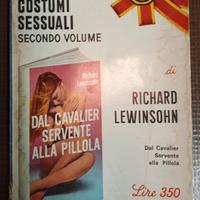 COSTUMI
SESSUALI
SECONDO VOLUME
di
RICHARD
LEWINSOHN
Richard
Lewinsohn
DAL CAVALIER
SERVENTE
ALLA PILLOLA
Dal Cavalier
Servente
alla Pillola
Lire 350